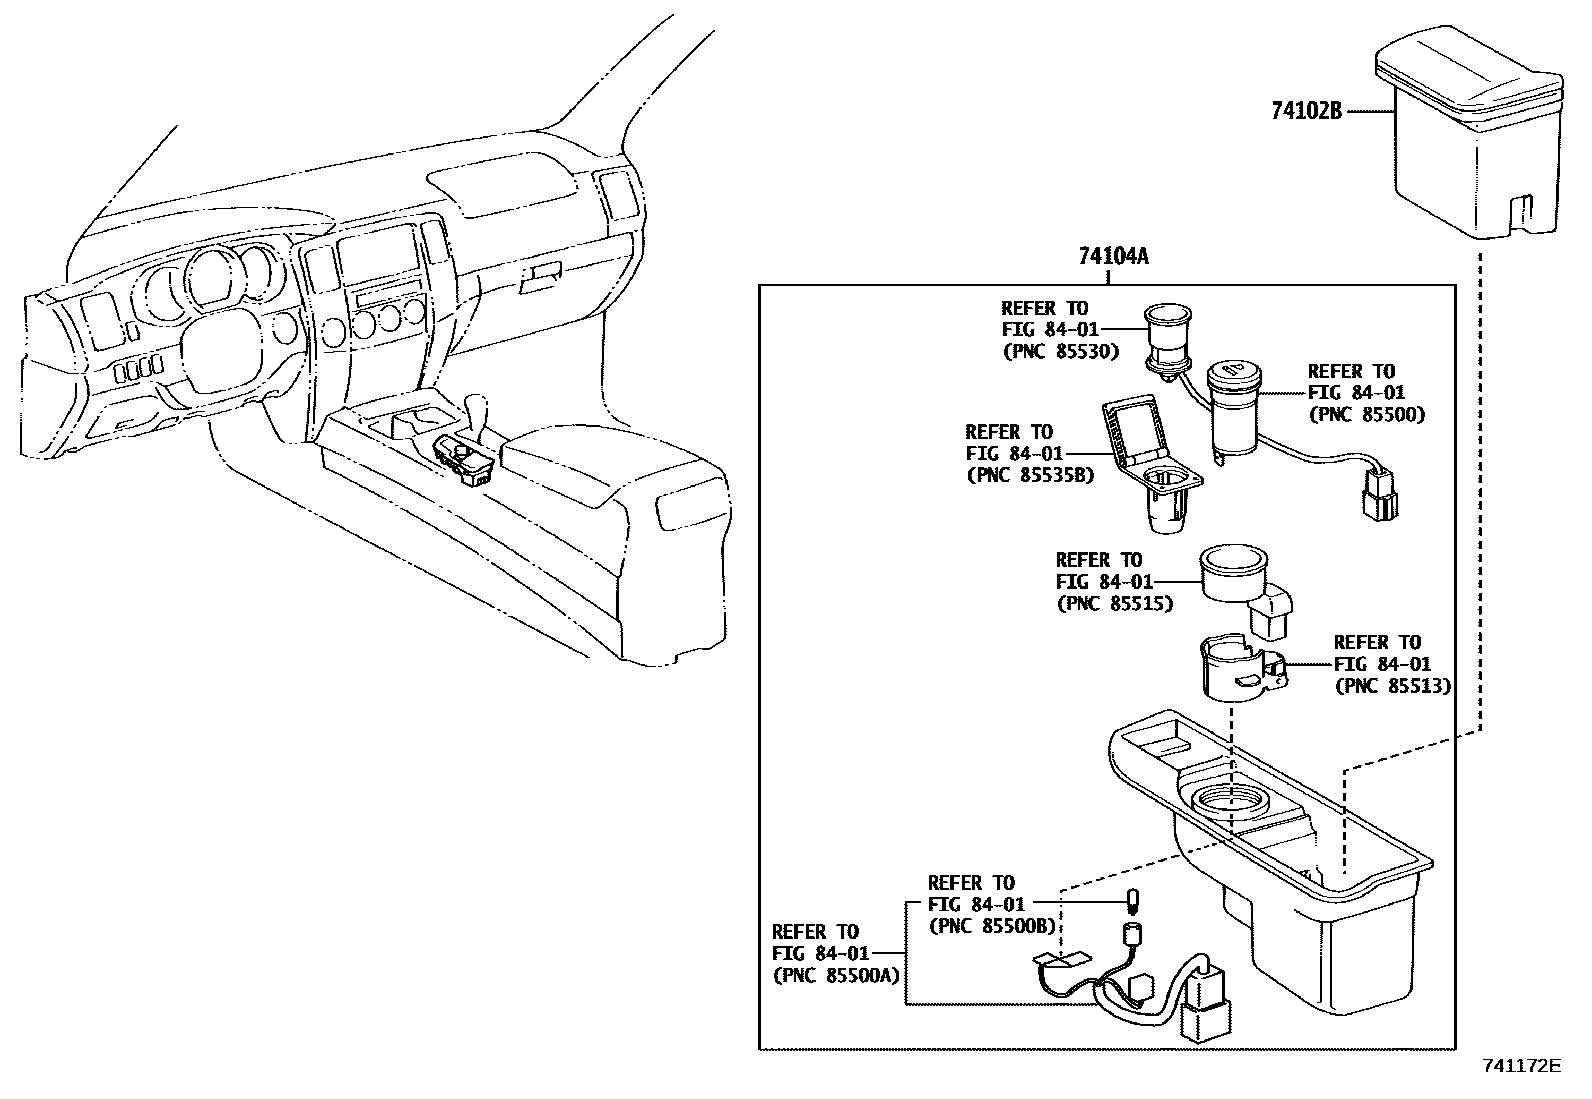 74102B
74104A
REFER TO
FIG 84-01
(PNC 85530)
REFER TO
FIG 84-01
(PNC 85500)
REFER TO
FIG 84-01
(PNC 85535B)
REFER TO
FIG 84-01
(PNC 85515)
REFER TO
FIG 84-01
(PNC 85513)
REFER TO
FIG 84-01
(PNC 85500B)
REFER TO
FIG 84-01
(PNC 85500A)
741172E